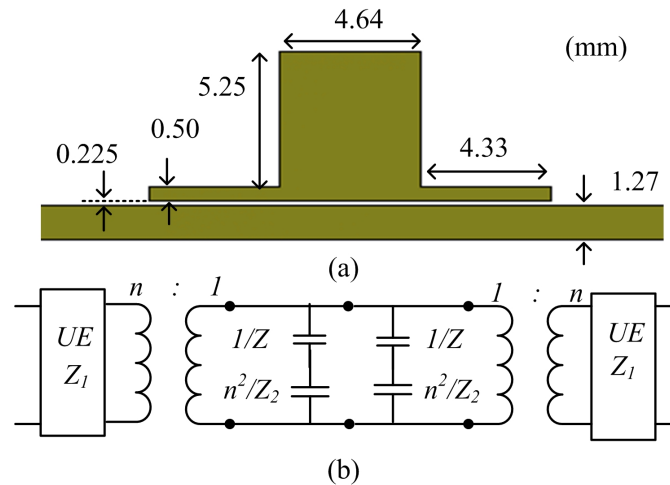 4.64
(mm)
5.25
0.50
4.33
0.225
1.27
(a)
n : 1
1 : n
UE
Z₁
1/Z
1/Z
n²/Z₂
n²/Z₂
UE
Z₁
(b)